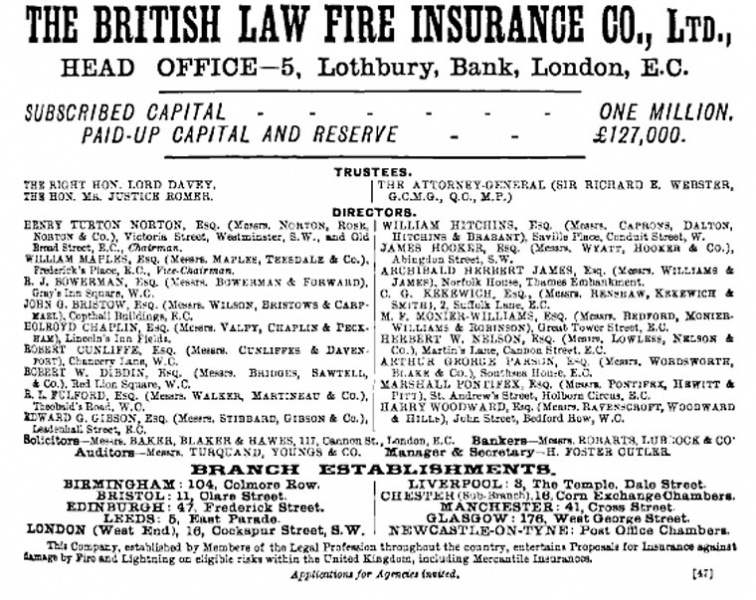 THE BRITISH LAW FIRE INSURANCE CO., LTD.,
HEAD OFFICE—5, Lothbury, Bank, London, E.C.
SUBSCRIBED CAPITAL - - - - - - ONE MILLION.
PAID-UP CAPITAL AND RESERVE - - £127,000.
TRUSTEES.
THE RIGHT HON. LORD DAVEY.
THE HON. MR. JUSTICE ROMER.
THE ATTORNEY-GENERAL (SIR RICHARD E. WEBSTER,
G.C.M.G., Q.C., M.P.)
DIRECTORS.
HENRY TURTON NORTON, ESQ. (Messrs. NORTON, ROSE,
NORTON & Co.), Victoria Street, Westminster, S.W., and Old
Broad Street, E.C., Chairman.
WILLIAM MAPLES, ESQ. (Messrs. MAPLES, TEESDALE & Co.),
Frederick's Place, E.C., Vice-Chairman.
R. J. BOWERMAN, ESQ. (Messrs. BOWERMAN & FORWARD),
Gray's Inn Square, W.C.
JOHN G. BRISTOW, ESQ. (Messrs. WILSON, BRISTOWS & CARP-
MAEL), Copthall Buildings, E.C.
HOLROYD CHAPLIN, ESQ. (Messrs. VALPY, CHAPLIN & PECK-
HAM), Lincoln's Inn Fields.
ROBERT CUNLIFFE, ESQ. (Messrs. CUNLIFFES & DAVEN-
PORT), Chancery Lane, W.C.
ROBERT W. DIBDIN, ESQ. (Messrs. BRIDGES, SAWTELL,
& Co.), Red Lion Square, W.C.
R. L. FULFORD, ESQ. (Messrs. WALKER, MARTINEAU & Co.),
Theobald's Road, W.C.
EDWARD G. GIBSON, ESQ. (Messrs. STIBBARD, GIBSON & Co.),
Leadenhall Street, E.C.
WILLIAM HITCHINS, ESQ. (Messrs. CAPRONS, DALTON,
HITCHINS & BRABANT), Saville Place, Conduit Street, W.
JAMES HOOKER, ESQ. (Messrs. WYATT, HOOKER & Co.),
Abingdon Street, S.W.
ARCHIBALD HERBERT JAMES, Esq. (Messrs. WILLIAMS &
JAMES), Norfolk House, Thames Embankment.
C. G. KEKEWICH, ESQ., (Messrs. RENSHAW, KEKEWICH &
SMITH), 2, Suffolk Lane, E.C.
M. F. MONIER-WILLIAMS, ESQ. (Messrs. BEDFORD, MONIER-
WILLIAMS & ROBINSON), Great Tower Street, E.C.
HERBERT W. NELSON, ESQ. (Messrs. LOWLESS, NELSON &
Co.), Martin's Lane, Cannon Street, E.C.
ARTHUR GEORGE PARSON, ESQ. (Messrs. WORDSWORTH,
BLAKE & Co.), Southsea House, E.C.
MARSHALL PONTIFEX, ESQ. (Messrs. PONTIFEX, HEWITT &
PITT), St. Andrew's Street, Holborn Circus, E.C.
HARRY WOODWARD, Esq. (Messrs. RAVENSCROFT, WOODWARD
& HILLS), John Street, Bedford Row, W.C.
Solicitors—Messrs. BAKER, BLAKER & HAWES, 117, Cannon St., London, E.C. Bankers—Messrs. ROBARTS, LUBBOCK & CO
Auditors—Messrs. TURQUAND, YOUNGS & CO. Manager & Secretary—H. FOSTER CUTLER.
BRANCH ESTABLISHMENTS.
BIRMINGHAM: 104, Colmore Row.
BRISTOL: 11, Clare Street.
EDINBURGH: 47, Frederick Street.
LEEDS: 5, East Parade.
LONDON (West End), 16, Cockspur Street, S.W.
LIVERPOOL: 3, The Temple, Dale Street.
CHESTER (Sub-Branch), 16, Corn Exchange Chambers.
MANCHESTER: 41, Cross Street.
GLASGOW: 176, West George Street.
NEWCASTLE-ON-TYNE: Post Office Chambers.
This Company, established by Members of the Legal Profession throughout the country, entertains Proposals for Insurance against
damage by Fire and Lightning on eligible risks within the United Kingdom, including Mercantile Insurances.
Applications for Agencies invited. [47]